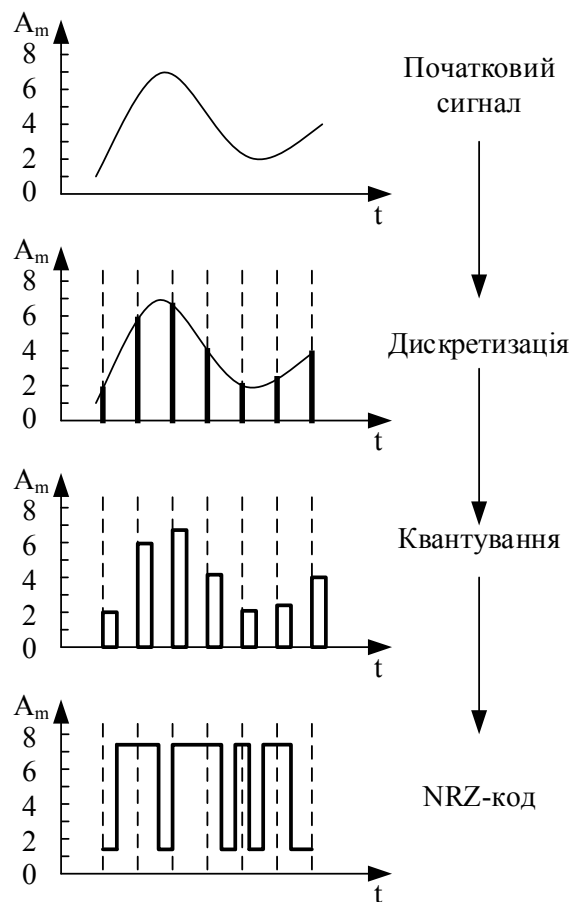 Aₘ
8
6
4
2
0
t
Початковий
сигнал
Aₘ
8
6
4
2
0
t
Дискретизація
Aₘ
8
6
4
2
0
t
Квантування
Aₘ
8
6
4
2
0
t
NRZ-код